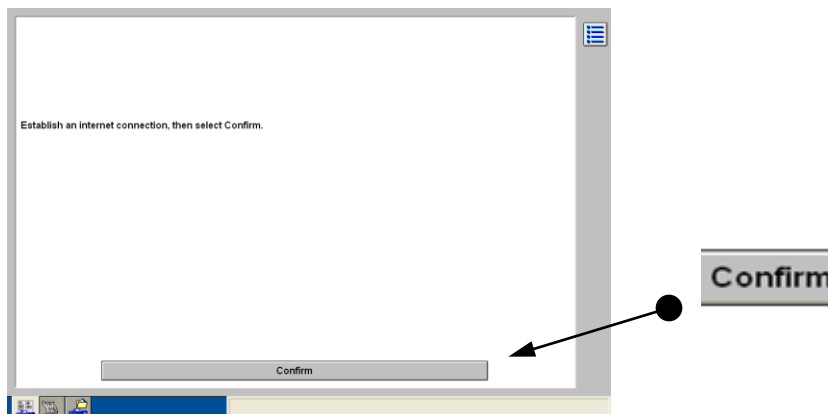 Establish an internet connection, then select Confirm.
Confirm
Confirm